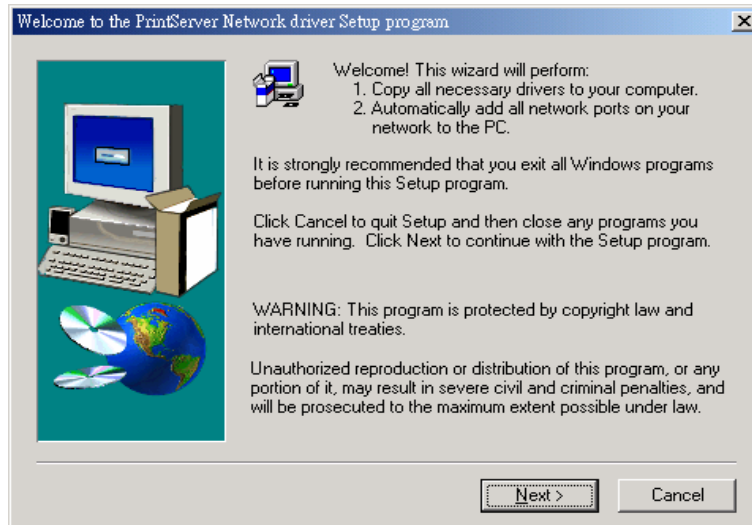 Welcome to the PrintServer Network driver Setup program
Welcome! This wizard will perform:
1. Copy all necessary drivers to your computer.
2. Automatically add all network ports on your
network to the PC.
It is strongly recommended that you exit all Windows programs
before running this Setup program.
Click Cancel to quit Setup and then close any programs you
have running. Click Next to continue with the Setup program.
WARNING: This program is protected by copyright law and
international treaties.
Unauthorized reproduction or distribution of this program, or any
portion of it, may result in severe civil and criminal penalties, and
will be prosecuted to the maximum extent possible under law.
Next >
Cancel